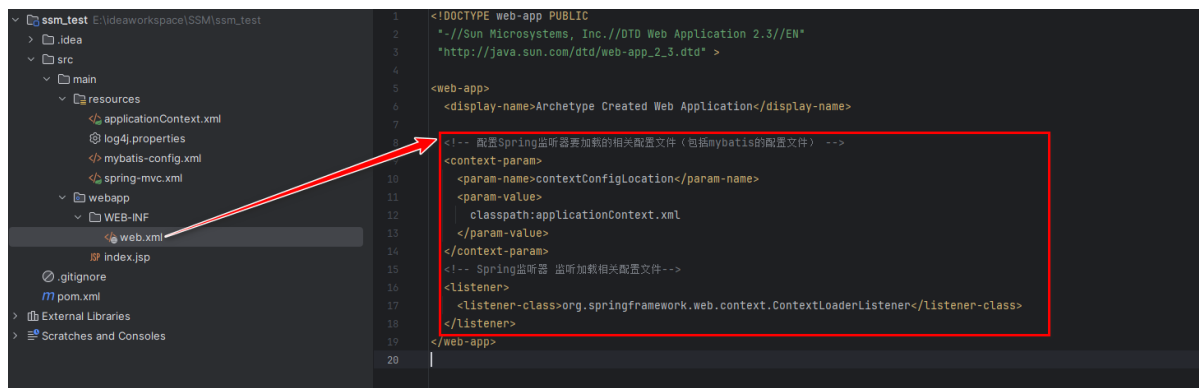 ssm_test E:\ideaworkspace\SSM\ssm_test
.idea
src
main
resources
applicationContext.xml
log4j.properties
mybatis-config.xml
spring-mvc.xml
webapp
WEB-INF
web.xml
index.jsp
.gitignore
pom.xml
External Libraries
Scratches and Consoles
1 <!DOCTYPE web-app PUBLIC
2 "-//Sun Microsystems, Inc.//DTD Web Application 2.3//EN"
3 "http://java.sun.com/dtd/web-app_2_3.dtd" >
4
5 <web-app>
6 <display-name>Archetype Created Web Application</display-name>
7
8 <!-- 配置Spring监听器要加载的相关配置文件（包括mybatis的配置文件） -->
9 <context-param>
10 <param-name>contextConfigLocation</param-name>
11 <param-value>
12 classpath:applicationContext.xml
13 </param-value>
14 </context-param>
15 <!-- Spring监听器 监听加载相关配置文件-->
16 <listener>
17 <listener-class>org.springframework.web.context.ContextLoaderListener</listener-class>
18 </listener>
19 </web-app>
20